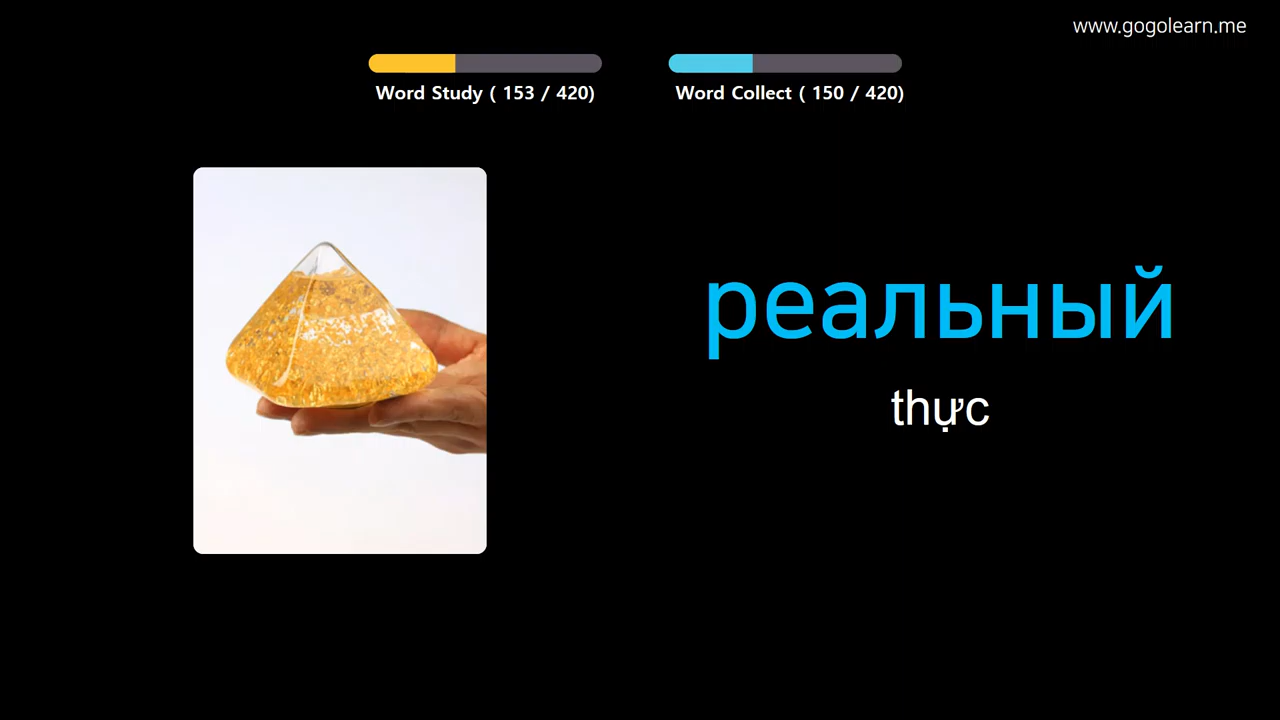 www.gogolearn.me
Word Study ( 153 / 420)
Word Collect ( 150 / 420)
реальный
thực